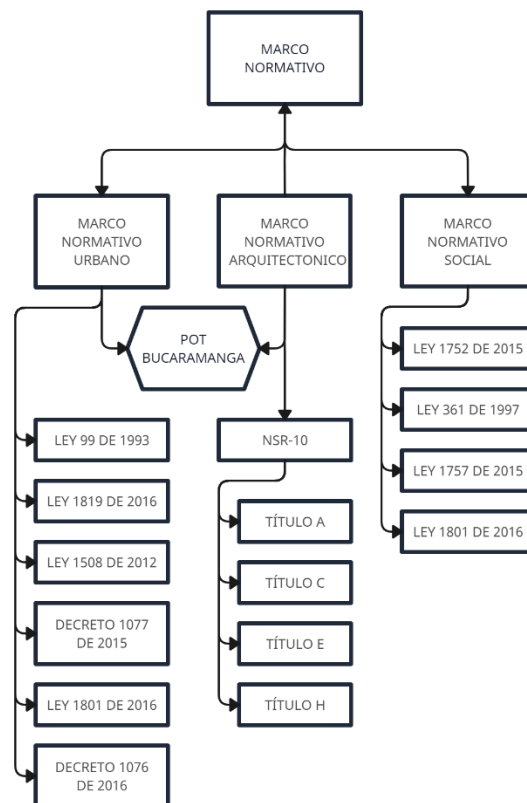 MARCO
NORMATIVO
MARCO
NORMATIVO
URBANO
MARCO
NORMATIVO
ARQUITECTONICO
MARCO
NORMATIVO
SOCIAL
POT
BUCARAMANGA
LEY 99 DE 1993
LEY 1819 DE 2016
LEY 1508 DE 2012
DECRETO 1077
DE 2015
LEY 1801 DE 2016
DECRETO 1076
DE 2016
NSR-10
TÍTULO A
TÍTULO C
TÍTULO E
TÍTULO H
LEY 1752 DE 2015
LEY 361 DE 1997
LEY 1757 DE 2015
LEY 1801 DE 2016